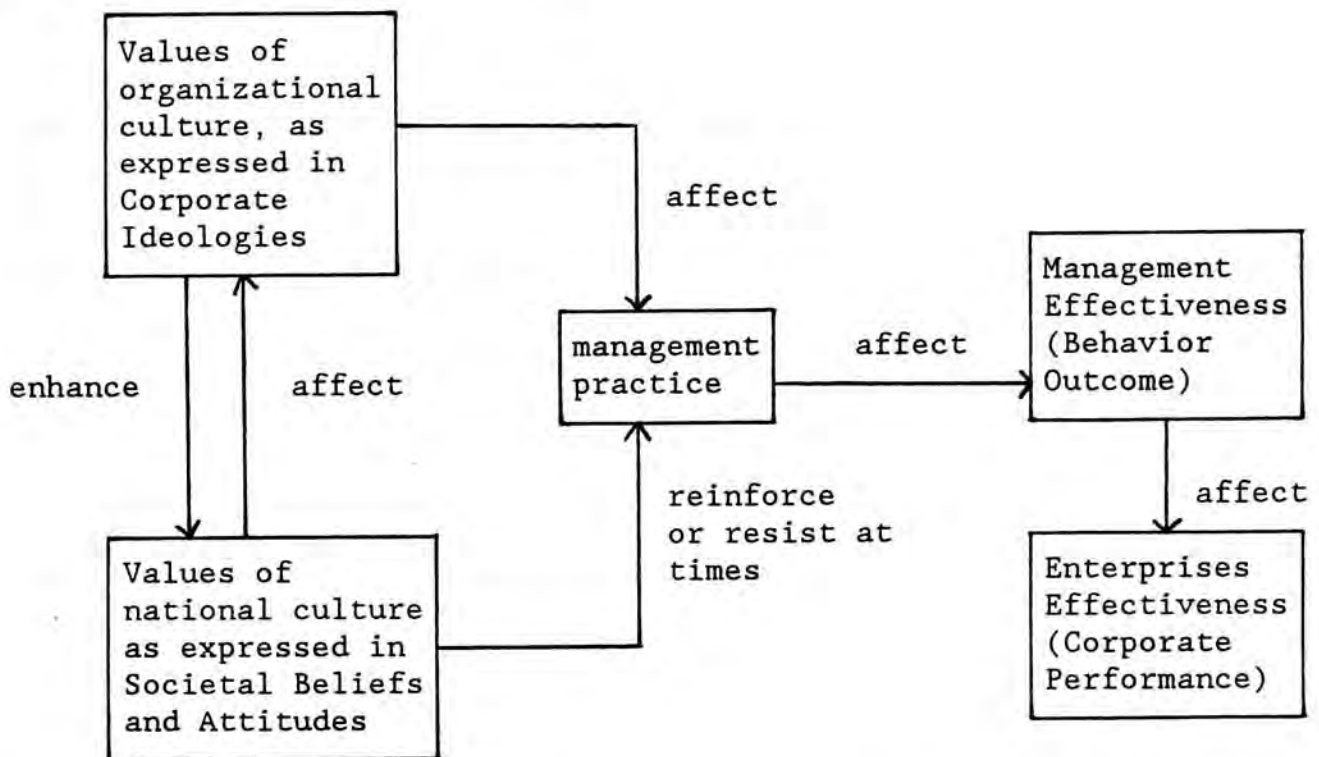 Values of
organizational
culture, as
expressed in
Corporate
Ideologies
affect
enhance
affect
management
practice
affect
Management
Effectiveness
(Behavior
Outcome)
reinforce
or resist at
times
affect
Values of
national culture
as expressed in
Societal Beliefs
and Attitudes
Enterprises
Effectiveness
(Corporate
Performance)